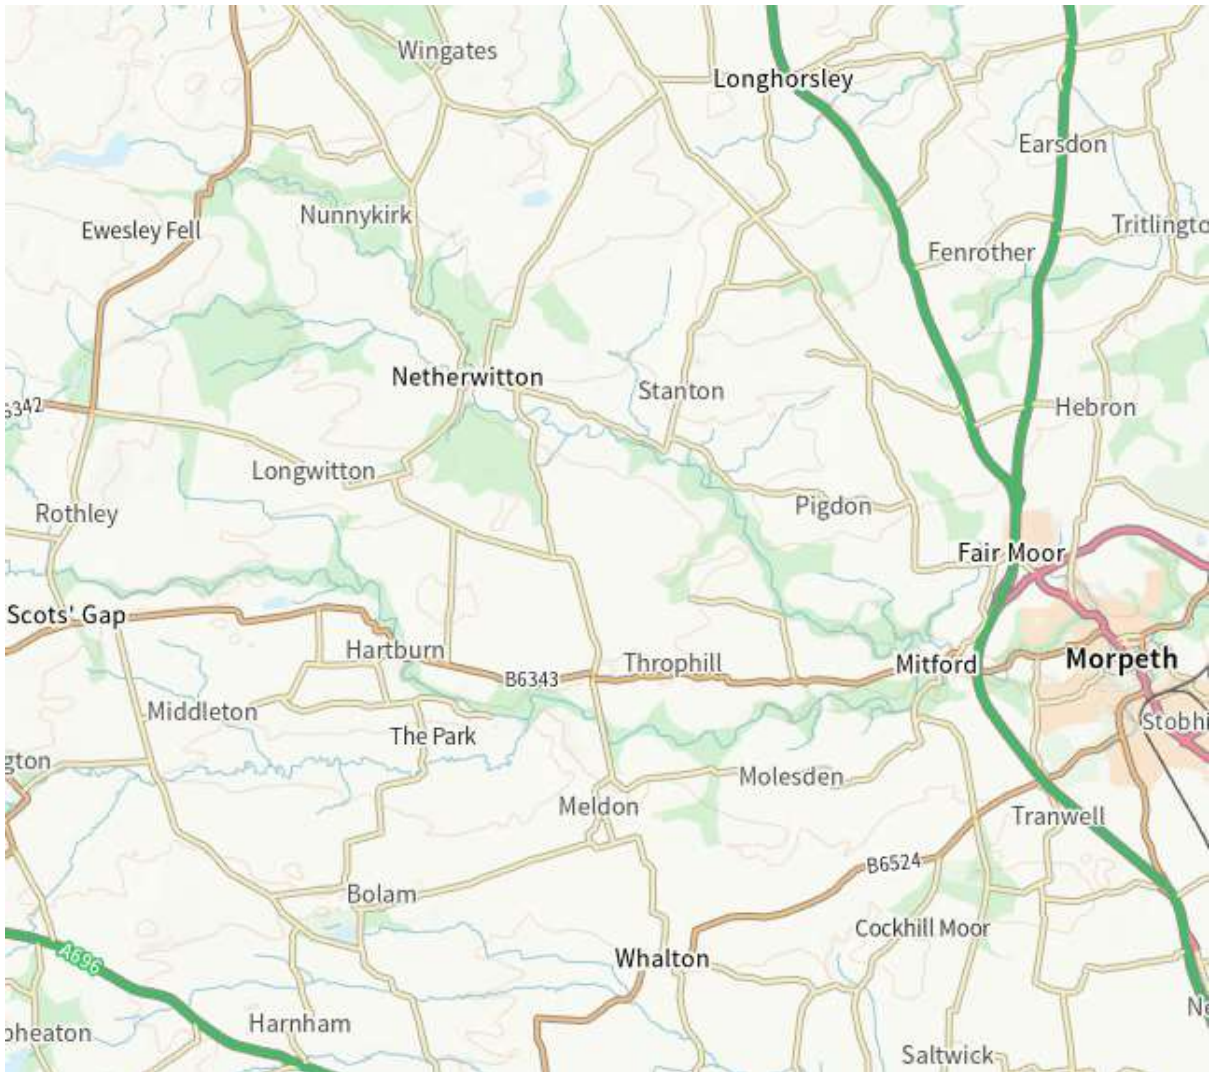 Wingates
Longhorsley
Earsdon
Nunnykirk
Ewesley Fell
Tritlingto
Fenrother
Netherwitton
Stanton
Hebron
Longwitton
Pigdon
Rothley
Fair Moor
Scots' Gap
Hartburn
Throphill
Mitford
Morpeth
B6343
Middleton
The Park
Stobhi
gton
Molesden
Meldon
Tranwell
B6524
Bolam
Cockhill Moor
A696
Whalton
Ne
Harnham
pheaton
Saltwick